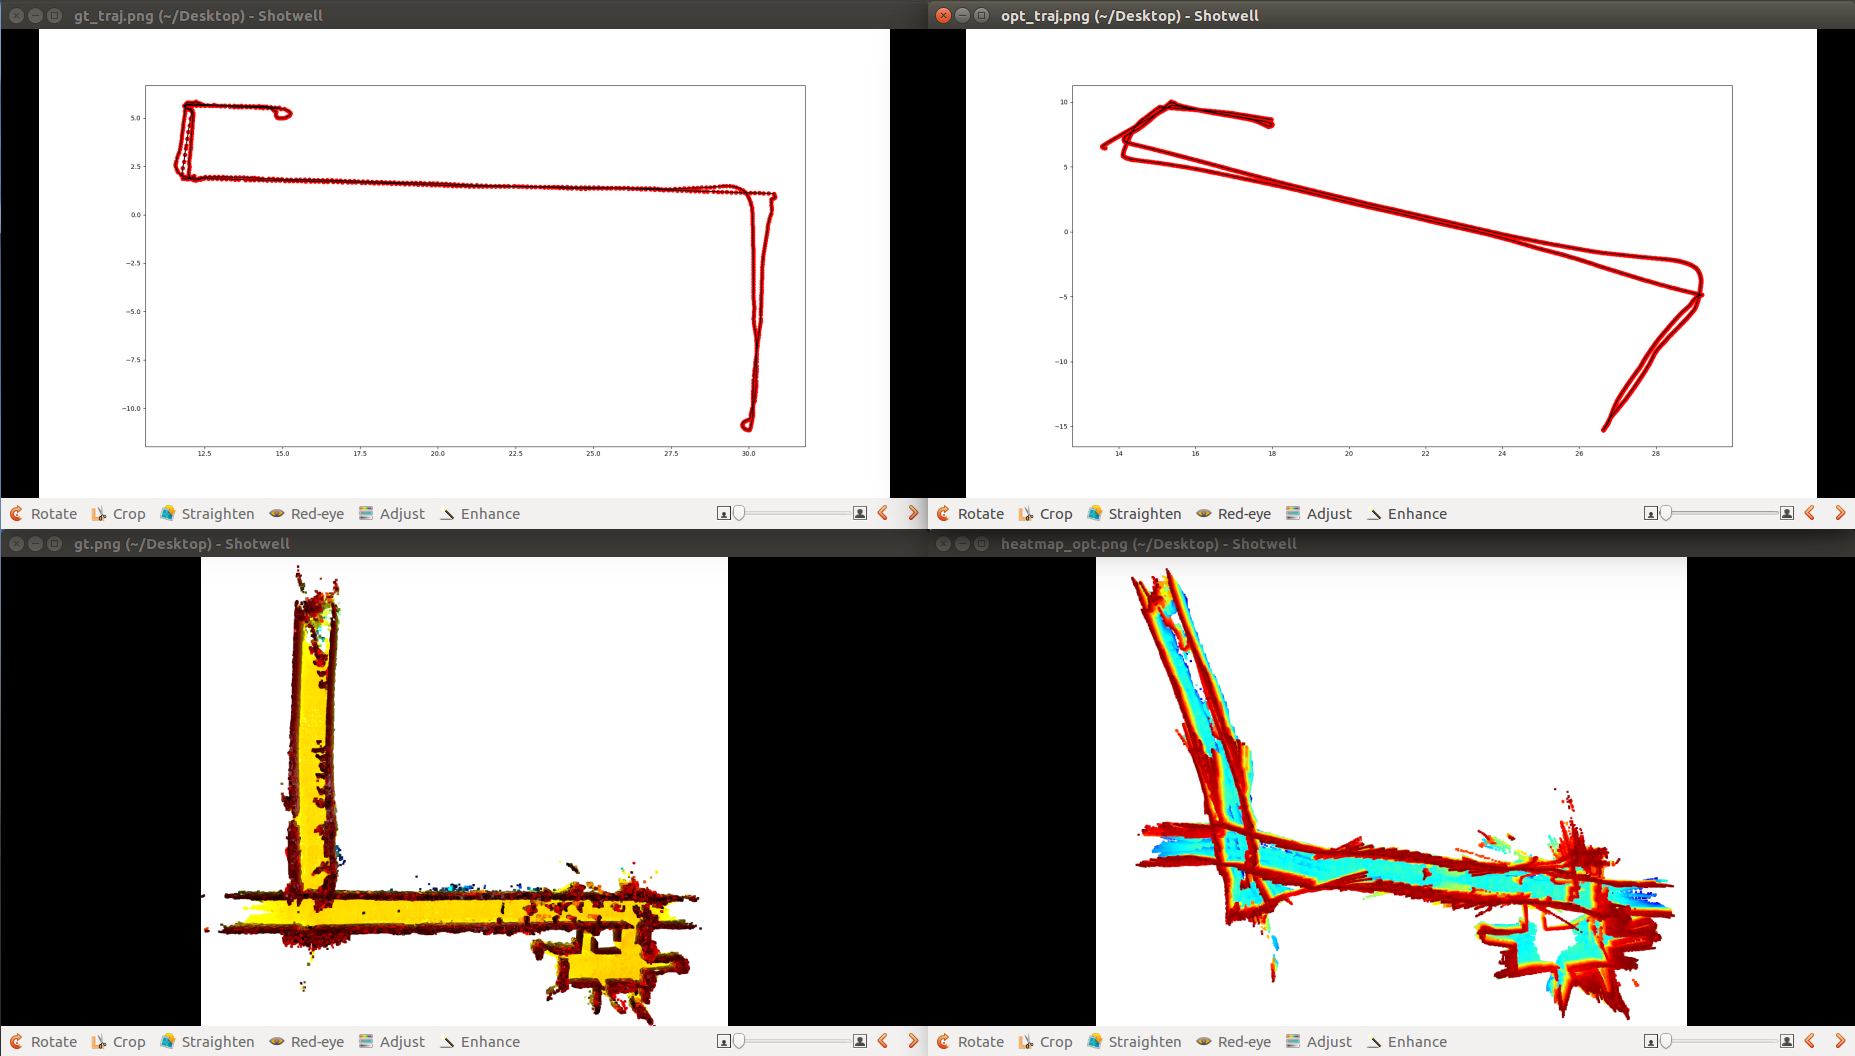 gt_traj.png (~/Desktop) - Shotwell
5.0
2.5
0.0
−2.5
−5.0
−7.5
−10.0
12.5 15.0 17.5 20.0 22.5 25.0 27.5 30.0
Rotate Crop Straighten Red-eye Adjust Enhance
opt_traj.png (~/Desktop) - Shotwell
10
5
0
−5
−10
−15
14 16 18 20 22 24 26 28
Rotate Crop Straighten Red-eye Adjust Enhance
gt.png (~/Desktop) - Shotwell
Rotate Crop Straighten Red-eye Adjust Enhance
heatmap_opt.png (~/Desktop) - Shotwell
Rotate Crop Straighten Red-eye Adjust Enhance